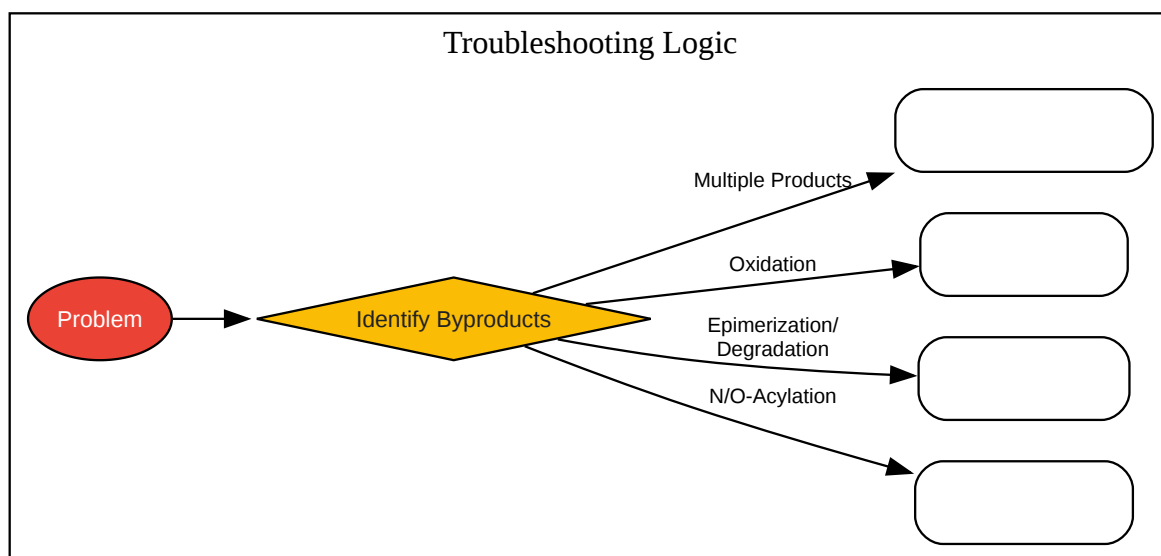 Troubleshooting Logic
Problem
Identify Byproducts
Multiple Products
Oxidation
Epimerization/
Degradation
N/O-Acylation